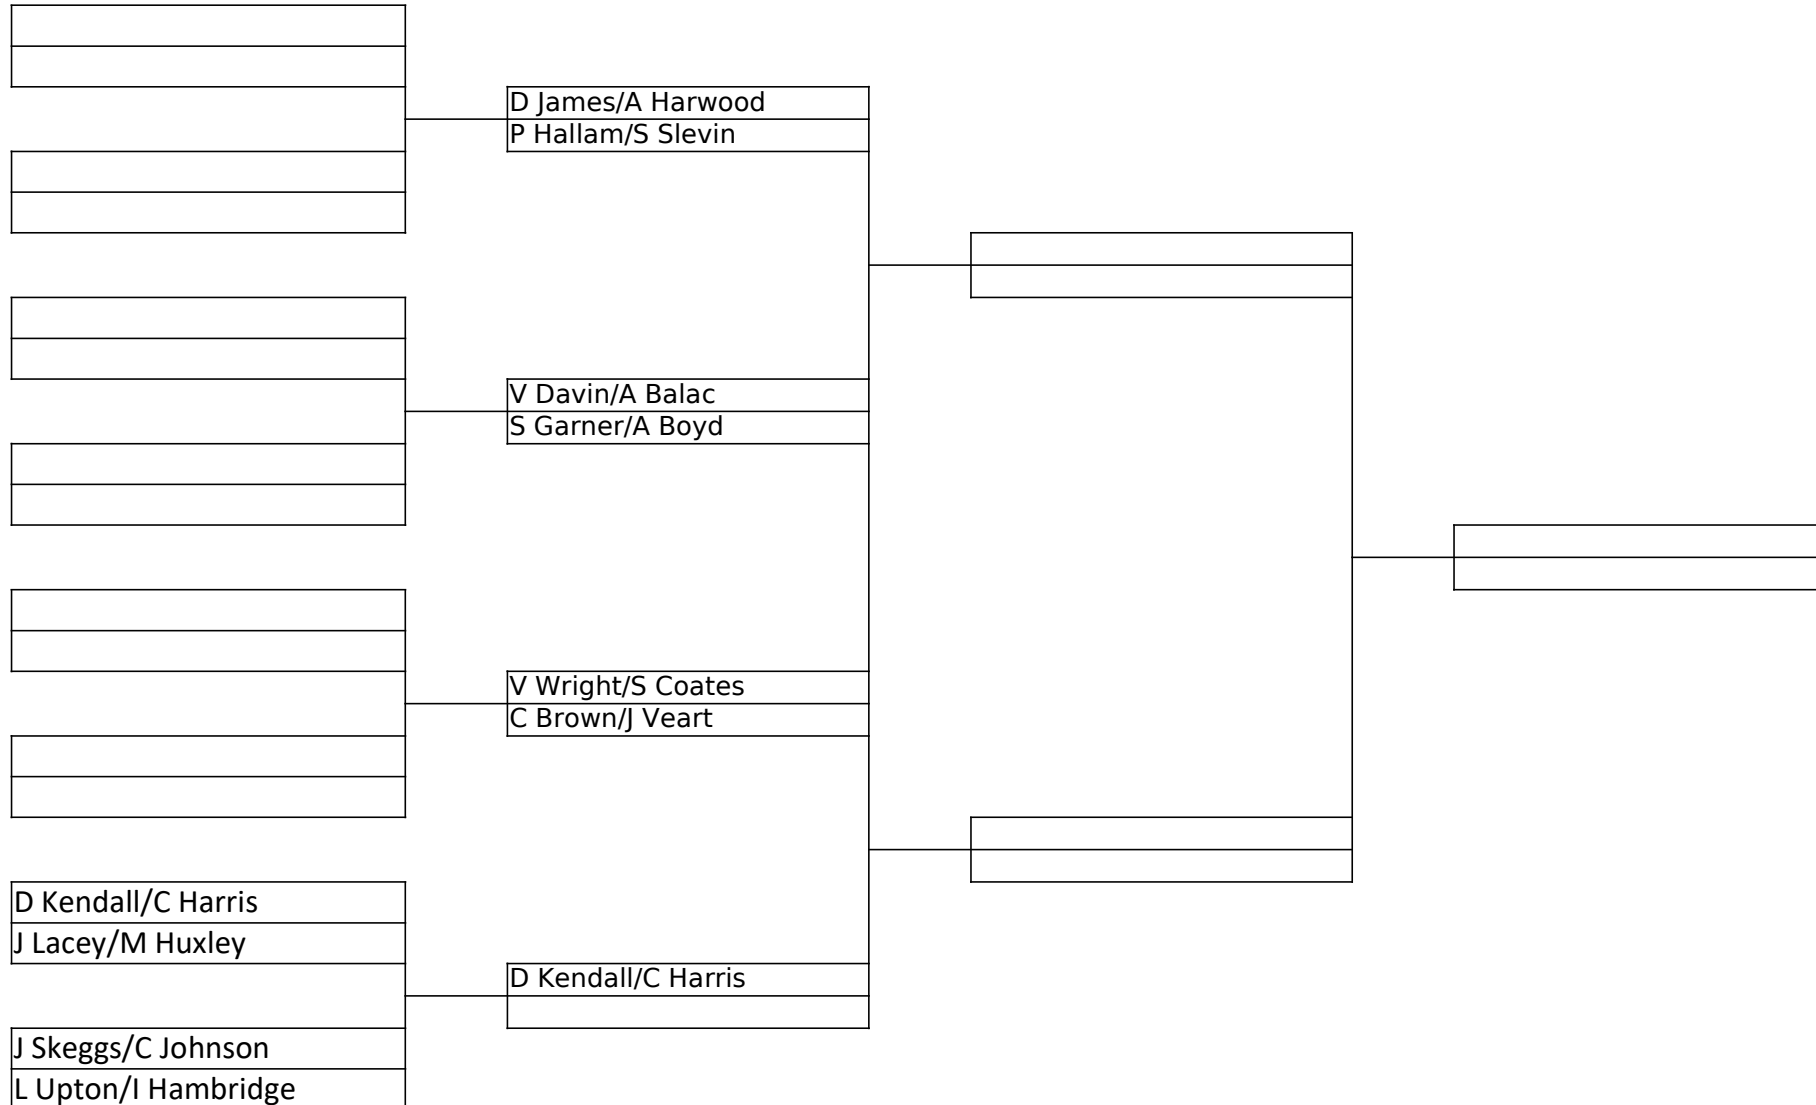 D James/A Harwood
P Hallam/S Slevin
V Davin/A Balac
S Garner/A Boyd
V Wright/S Coates
C Brown/J Veart
D Kendall/C Harris
J Lacey/M Huxley
D Kendall/C Harris
J Skeggs/C Johnson
L Upton/I Hambridge